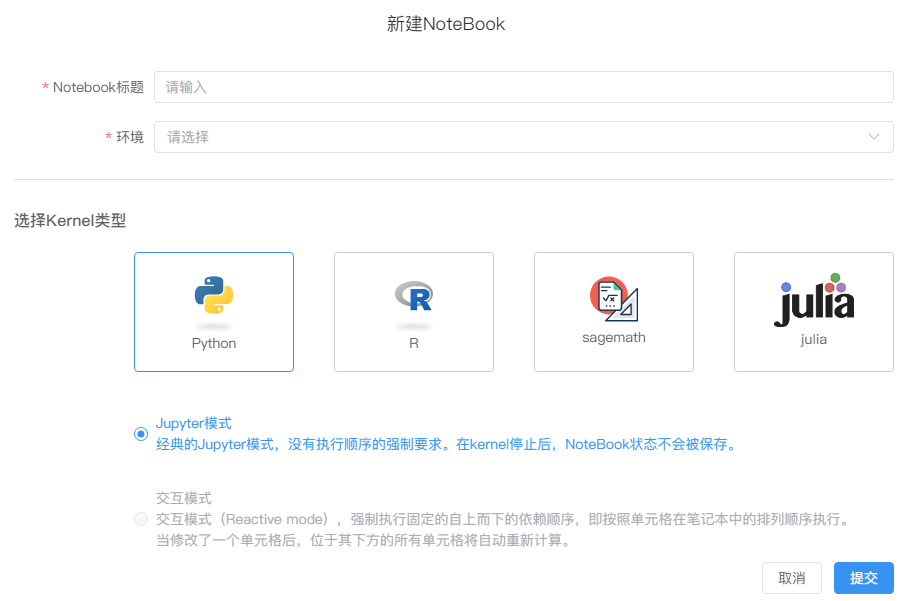 新建NoteBook
* Notebook标题
请输入
* 环境
请选择
选择Kernel类型
Python
R
sagemath
julia
julia
Jupyter模式
经典的Jupyter模式，没有执行顺序的强制要求。在kernel停止后，NoteBook状态不会被保存。
交互模式
交互模式（Reactive mode），强制执行固定的自上而下的依赖顺序，即按照单元格在笔记本中的排列顺序执行。
当修改了一个单元格后，位于其下方的所有单元格将自动重新计算。
取消
提交